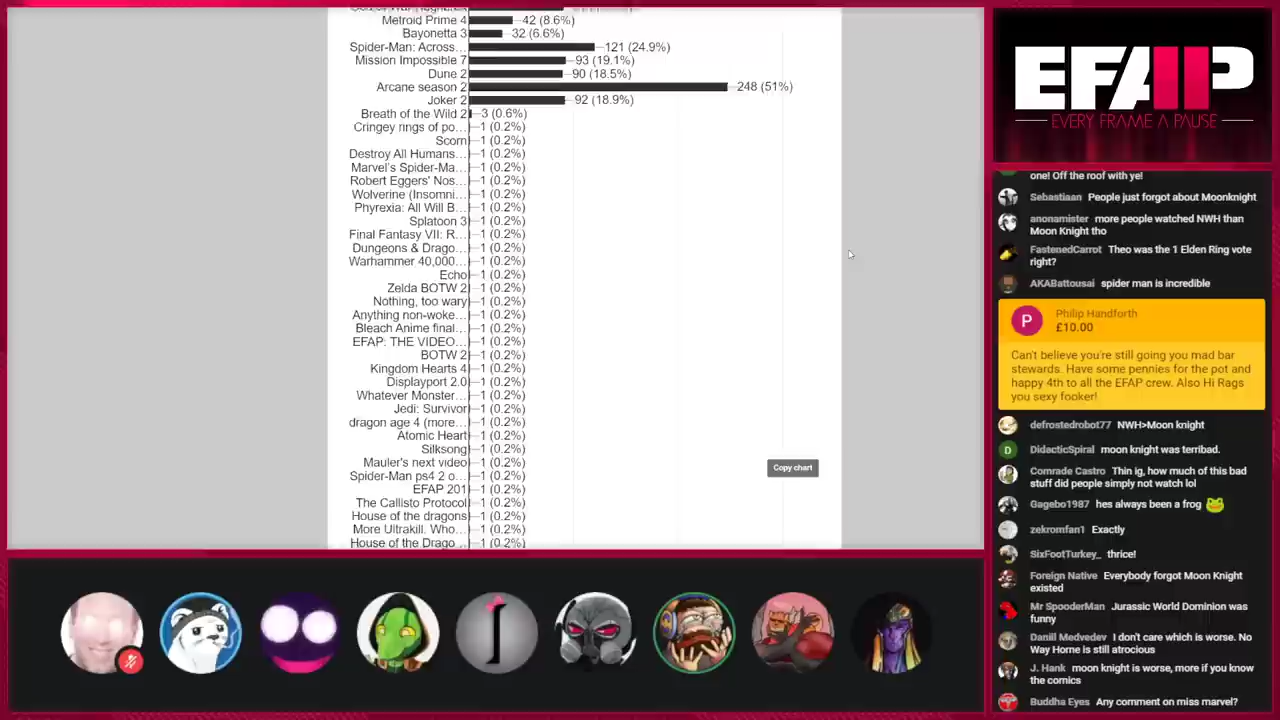 Metroid Prime 4 42 (8.6%)
Bayonetta 3 32 (6.6%)
Spider-Man: Across... 121 (24.9%)
Mission Impossible 7 93 (19.1%)
Dune 2 90 (18.5%)
Arcane season 2 248 (51%)
Joker 2 92 (18.9%)
Breath of the Wild 2 3 (0.6%)
Cringey rings of po... 1 (0.2%)
Scorn 1 (0.2%)
Destroy All Humans... 1 (0.2%)
Marvel's Spider-Ma... 1 (0.2%)
Robert Eggers' Nos... 1 (0.2%)
Wolverine (Insomni... 1 (0.2%)
Phyrexia: All Will B... 1 (0.2%)
Splatoon 3 1 (0.2%)
Final Fantasy VII: R... 1 (0.2%)
Dungeons & Drago... 1 (0.2%)
Warhammer 40,000... 1 (0.2%)
Echo 1 (0.2%)
Zelda BOTW 2 1 (0.2%)
Nothing, too wary 1 (0.2%)
Anything non-woke... 1 (0.2%)
Bleach Anime final... 1 (0.2%)
EFAP: THE VIDEO... 1 (0.2%)
BOTW 2 1 (0.2%)
Kingdom Hearts 4 1 (0.2%)
Displayport 2.0 1 (0.2%)
Whatever Monster... 1 (0.2%)
Jedi: Survivor 1 (0.2%)
dragon age 4 (more... 1 (0.2%)
Atomic Heart 1 (0.2%)
Silksong 1 (0.2%)
Mauler's next video 1 (0.2%)
Spider-Man ps4 2 o... 1 (0.2%)
EFAP 201 1 (0.2%)
The Callisto Protocol 1 (0.2%)
House of the dragons 1 (0.2%)
More Ultrakill. Who... 1 (0.2%)
House of the Drago... 1 (0.2%)
Copy chart
EFAP
EVERY FRAME A PAUSE
one! Off the roof with ye!
Sebastiaan People just forgot about Moonknight
anonamister more people watched NWH than
Moon Knight tho
FastenedCarrot Theo was the 1 Elden Ring vote
right?
AKABattousai spider man is incredible
P
Philip Handforth
£10.00
Can't believe you're still going you mad bar
stewards. Have some pennies for the pot and
happy 4th to all the EFAP crew. Also Hi Rags
you sexy fooker!
defrostedrobot77 NWH>Moon knight
D
DidacticSpiral moon knight was terribad.
Comrade Castro Thin ig, how much of this bad
stuff did people simply not watch lol
Gagebo1987 hes always been a frog
zekromfan1 Exactly
SixFootTurkey_ thrice!
Foreign Native Everybody forgot Moon Knight
existed
Mr SpooderMan Jurassic World Dominion was
funny
Daniil Medvedev I don't care which is worse. No
Way Home is still atrocious
J. Hank moon knight is worse, more if you know
the comics
Buddha Eyes Any comment on miss marvel?